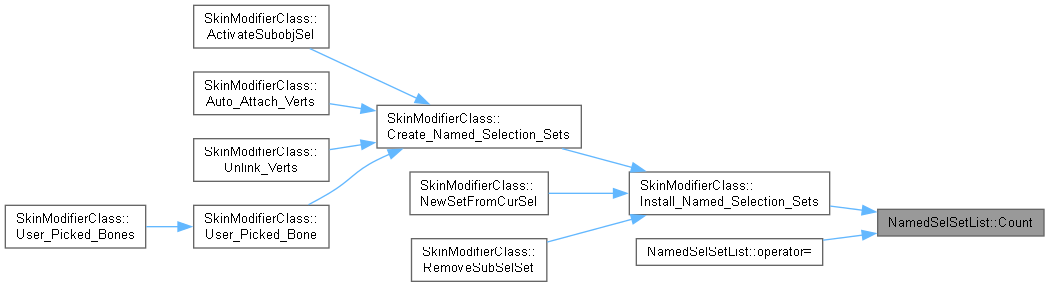 SkinModifierClass::
ActivateSubobjSel
SkinModifierClass::
Auto_Attach_Verts
SkinModifierClass::
Create_Named_Selection_Sets
SkinModifierClass::
Unlink_Verts
SkinModifierClass::
NewSetFromCurSel
SkinModifierClass::
Install_Named_Selection_Sets
SkinModifierClass::
User_Picked_Bones
SkinModifierClass::
User_Picked_Bone
NamedSelSetList::Count
SkinModifierClass::
RemoveSubSelSet
NamedSelSetList::operator=